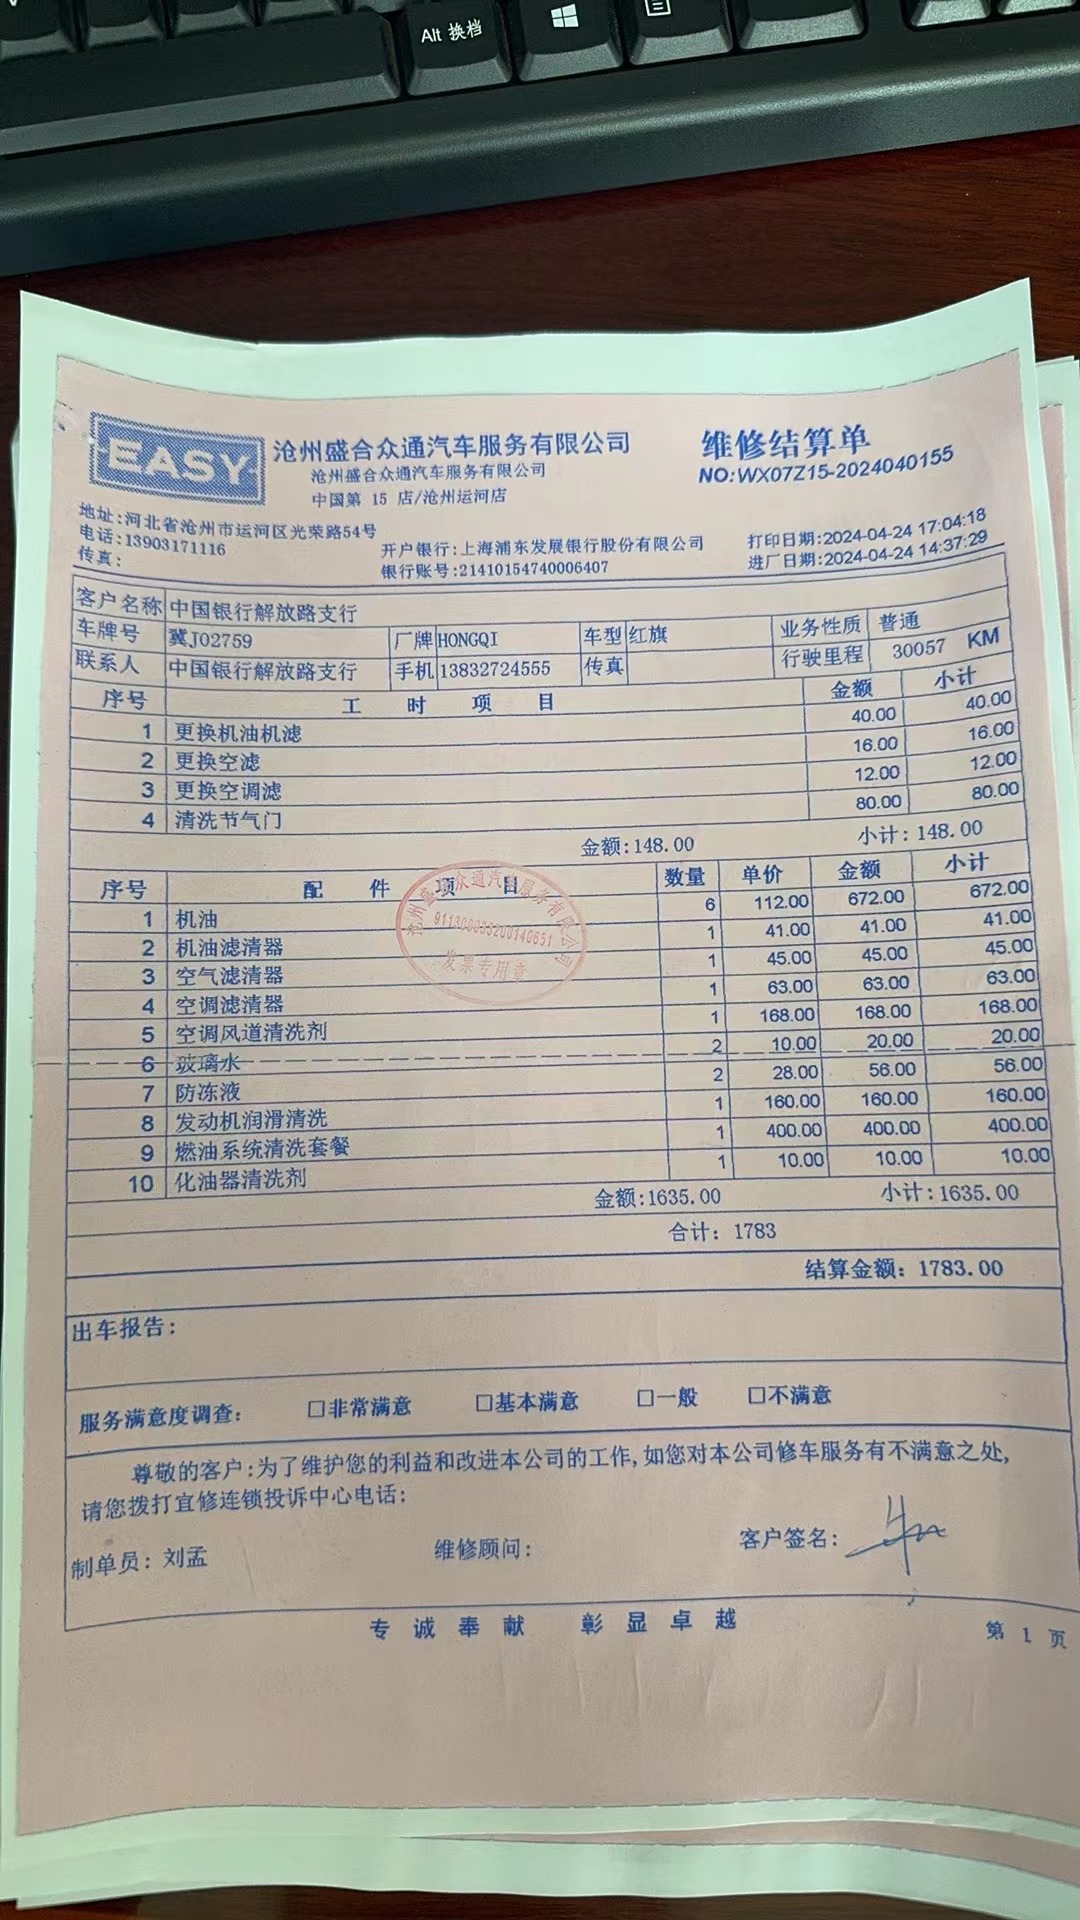 Alt 换档
EASY
沧州盛合众通汽车服务有限公司
维修结算单
沧州盛合众通汽车服务有限公司
NO:WX07Z15-2024040155
中国第 15 店/沧州运河店
地址:河北省沧州市运河区光荣路54号
电话:13903171116
开户银行:上海浦东发展银行股份有限公司
打印日期:2024-04-24 17:04:18
传真:
银行账号:21410154740006407
进厂日期:2024-04-24 14:37:29
客户名称 中国银行解放路支行
车牌号 冀J02759 厂牌 HONGQI 车型 红旗 业务性质 普通
联系人 中国银行解放路支行 手机 13832724555 传真 行驶里程 30057 KM
序号 工 时 项 目 金额 小计
1 更换机油机滤 40.00 40.00
2 更换空滤 16.00 16.00
3 更换空调滤 12.00 12.00
4 清洗节气门 80.00 80.00
金额:148.00 小计:148.00
序号 配 件 项 目 数量 单价 金额 小计
1 机油 6 112.00 672.00 672.00
2 机油滤清器 1 41.00 41.00 41.00
3 空气滤清器 1 45.00 45.00 45.00
4 空调滤清器 1 63.00 63.00 63.00
5 空调风道清洗剂 1 168.00 168.00 168.00
6 玻璃水 2 10.00 20.00 20.00
7 防冻液 2 28.00 56.00 56.00
8 发动机润滑清洗 1 160.00 160.00 160.00
9 燃油系统清洗套餐 1 400.00 400.00 400.00
10 化油器清洗剂 1 10.00 10.00 10.00
金额:1635.00 小计:1635.00
合计: 1783
结算金额: 1783.00
沧州盛合众通汽车服务有限公司
发票专用章
出车报告:
服务满意度调查: □非常满意 □基本满意 □一般 □不满意
尊敬的客户:为了维护您的利益和改进本公司的工作,如您对本公司修车服务有不满意之处,
请您拨打宜修连锁投诉中心电话:
制单员: 刘孟 维修顾问: 客户签名:
专 诚 奉 献 彰 显 卓 越
第 1 页